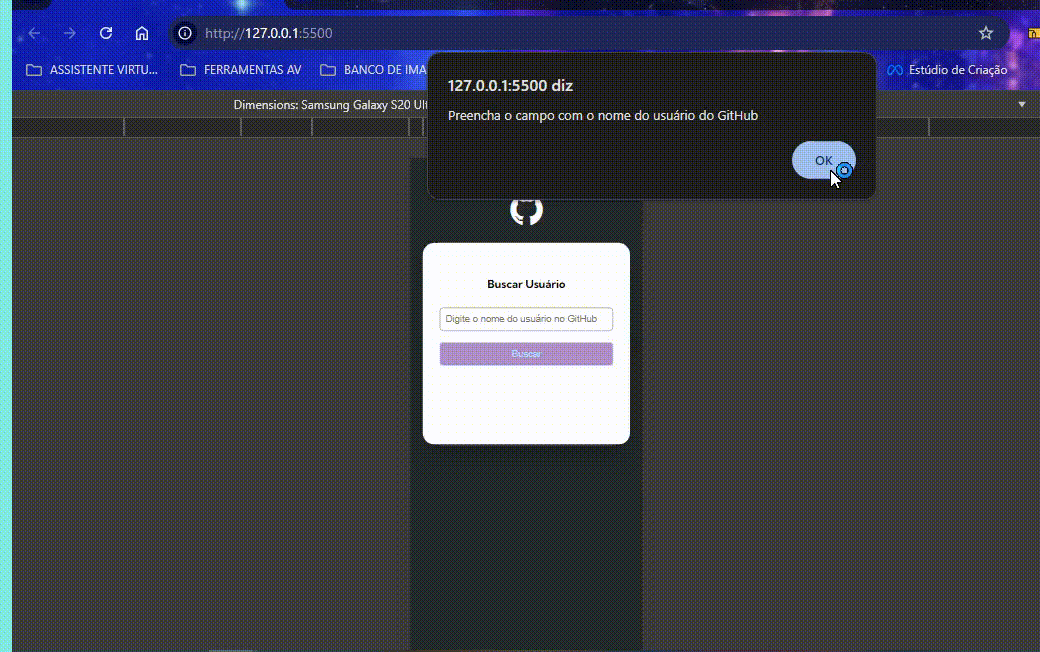 http://127.0.0.1:5500
ASSISTENTE VIRTU...
FERRAMENTAS AV
BANCO DE IMA
Estúdio de Criação
Dimensions: Samsung Galaxy S20 Ult
127.0.0.1:5500 diz
Preencha o campo com o nome do usuário do GitHub
OK
Buscar Usuário
Digite o nome do usuário no GitHub
Buscar